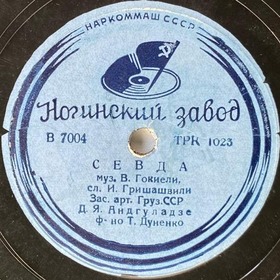 НАРКОММАШ СССР
Ногинский завод
В 7004 ТРК 1023
СЕВДА
муз. В. Гокиели,
сл. И. Гришашвили
Зас. арт. Груз.ССР
Д. Я. Андгуладзе
ф-но Т. Дуненко